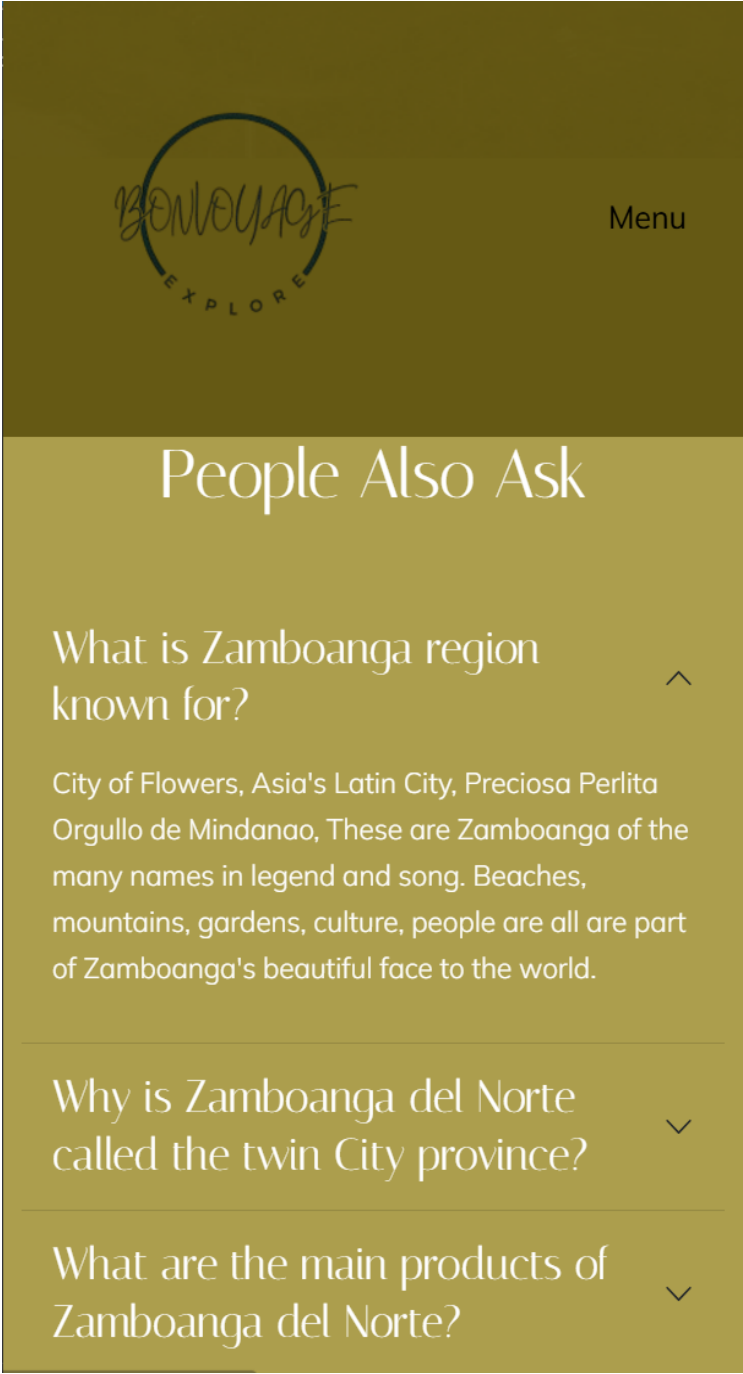 BONVOYAGE
EXPLORE
Menu
People Also Ask
What is Zamboanga region
known for?
City of Flowers, Asia's Latin City, Preciosa Perlita
Orgullo de Mindanao, These are Zamboanga of the
many names in legend and song. Beaches,
mountains, gardens, culture, people are all are part
of Zamboanga's beautiful face to the world.
Why is Zamboanga del Norte
called the twin City province?
What are the main products of
Zamboanga del Norte?